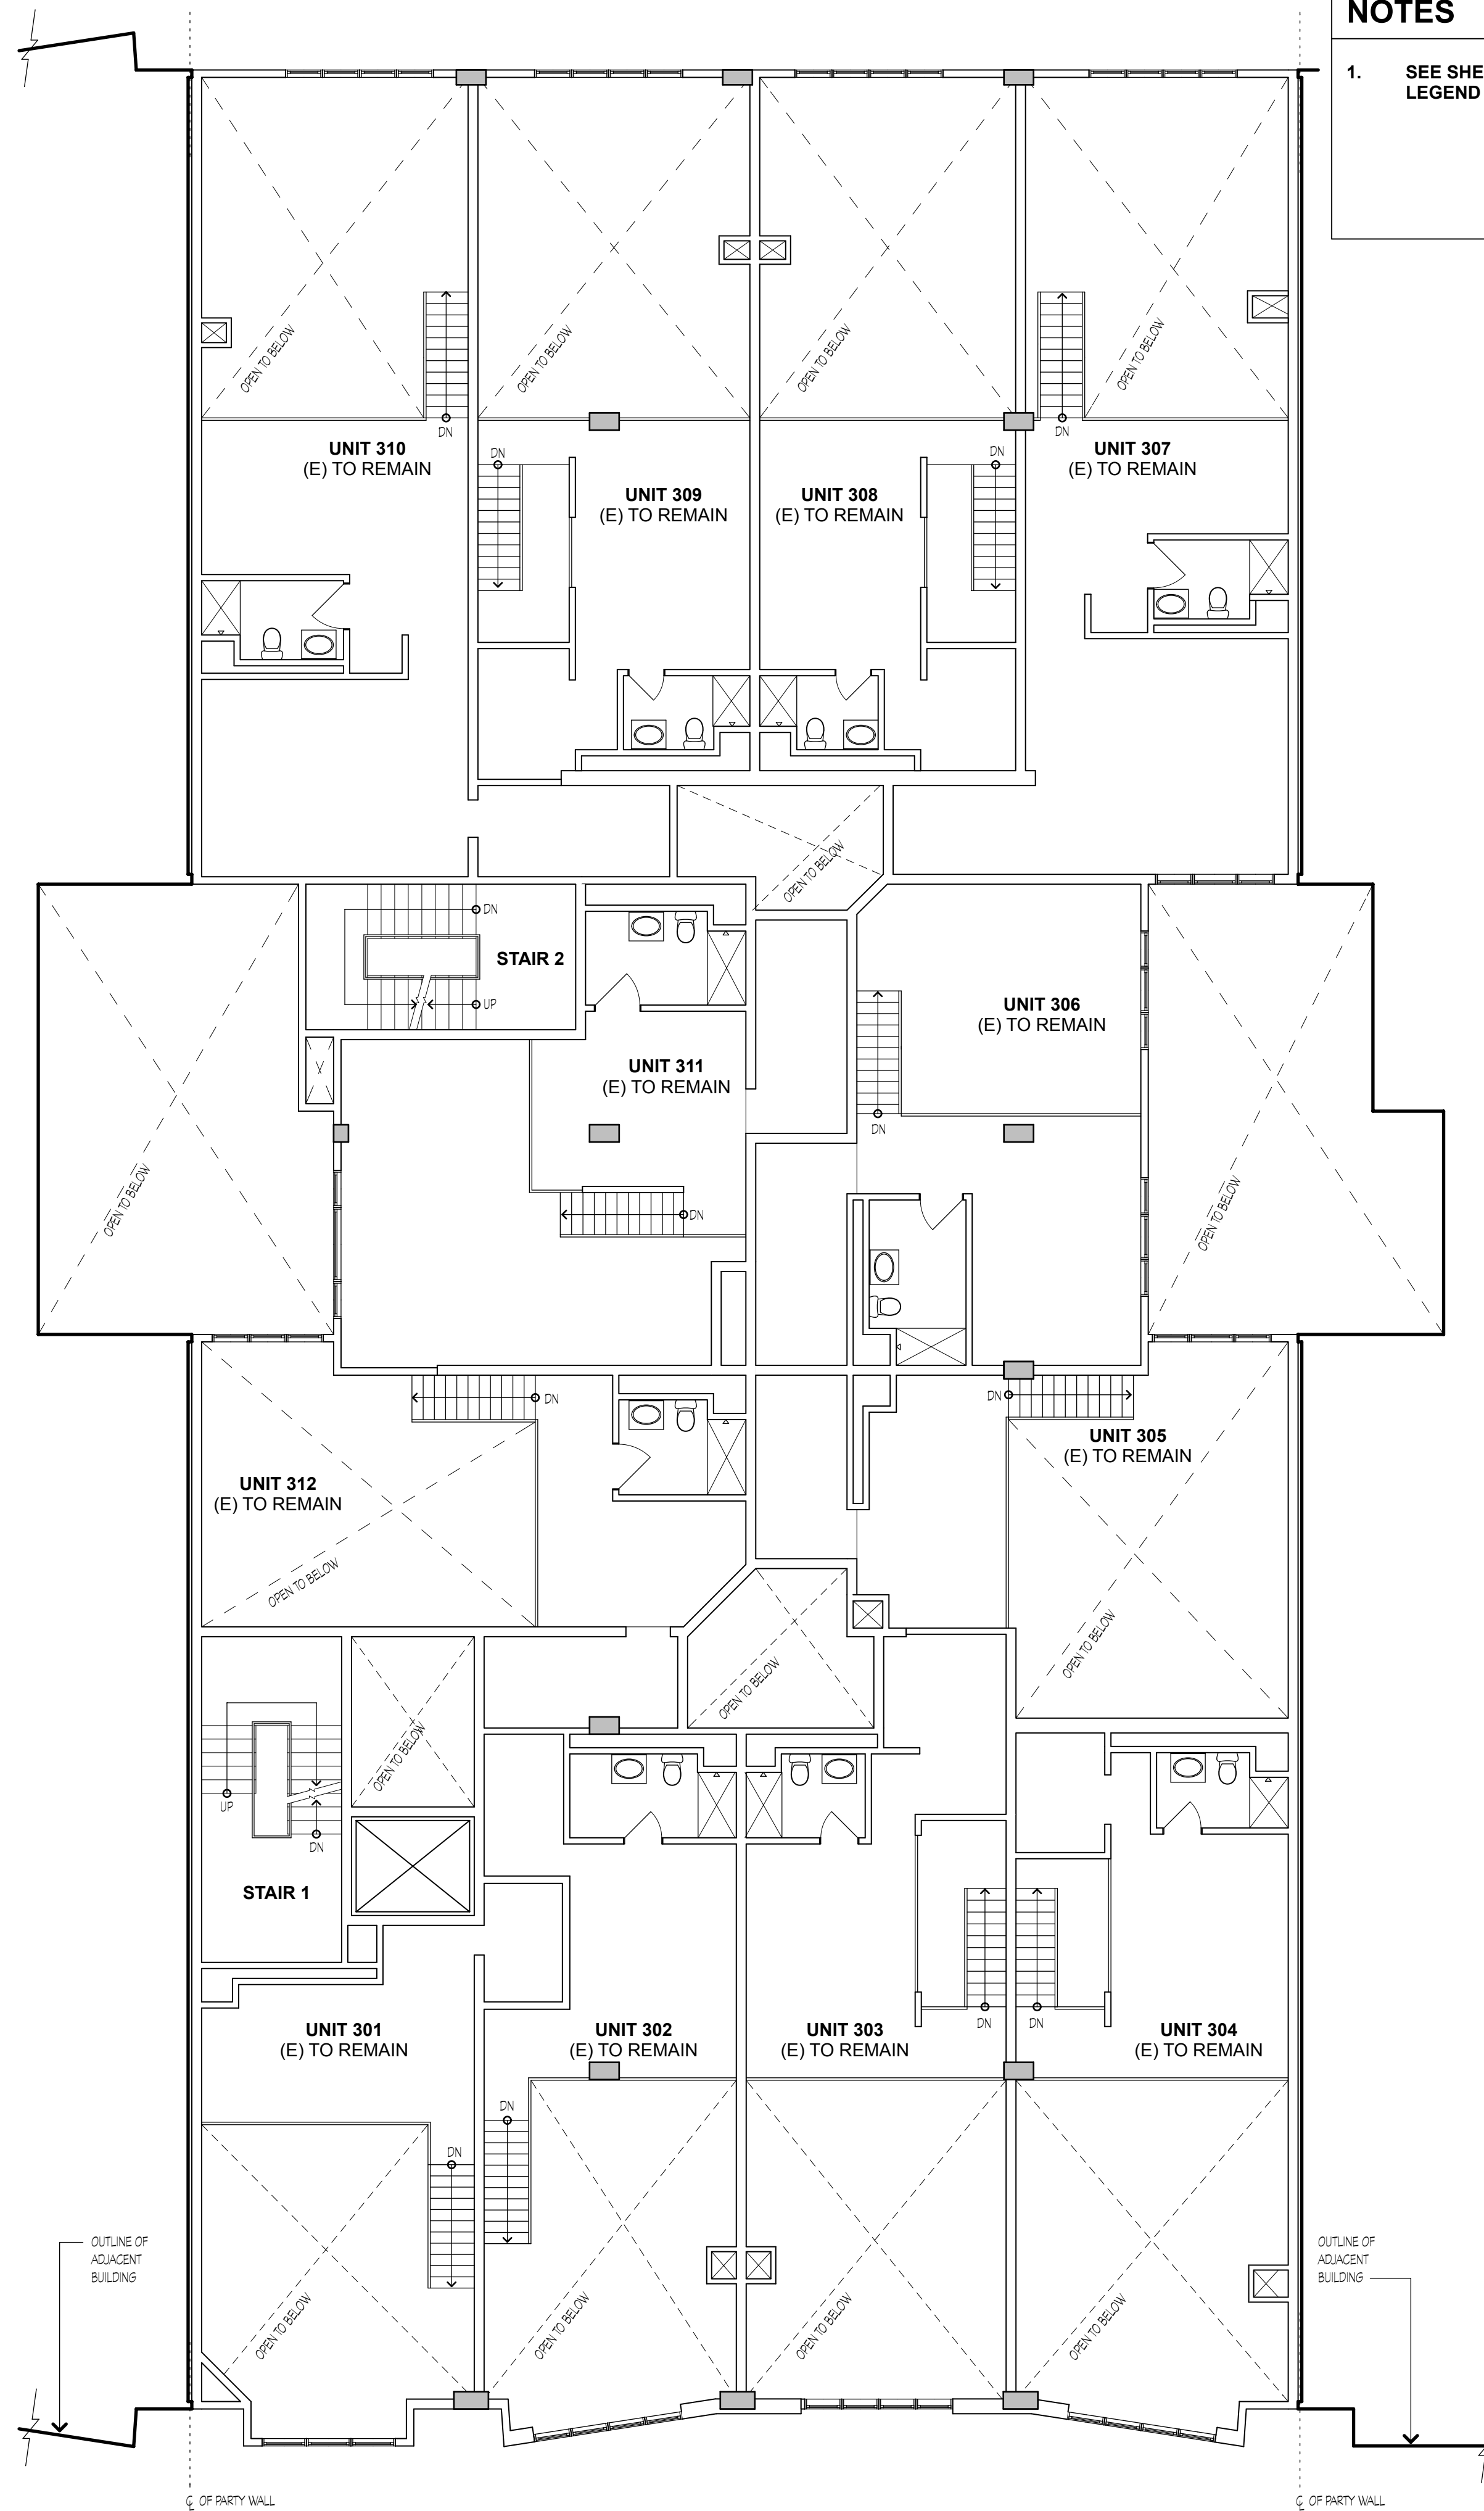 NOTES
1. SEE SHE
LEGEND
OPEN TO BELOW
OPEN TO BELOW
OPEN TO BELOW
OPEN TO BELOW
DN
DN
UNIT 310
(E) TO REMAIN
UNIT 307
(E) TO REMAIN
DN
DN
UNIT 309
(E) TO REMAIN
UNIT 308
(E) TO REMAIN
OPEN TO BELOW
DN
STAIR 2
UP
UNIT 306
(E) TO REMAIN
UNIT 311
(E) TO REMAIN
DN
OPEN TO BELOW
OPEN TO BELOW
DN
DN
DN
UNIT 305
(E) TO REMAIN
UNIT 312
(E) TO REMAIN
OPEN TO BELOW
OPEN TO BELOW
OPEN TO BELOW
OPEN TO BELOW
UP
DN
STAIR 1
DN
DN
UNIT 301
(E) TO REMAIN
UNIT 302
(E) TO REMAIN
UNIT 303
(E) TO REMAIN
UNIT 304
(E) TO REMAIN
DN
DN
OUTLINE OF
ADJACENT
BUILDING
OUTLINE OF
ADJACENT
BUILDING
OPEN TO BELOW
OPEN TO BELOW
OPEN TO BELOW
OPEN TO BELOW
℄ OF PARTY WALL
℄ OF PARTY WALL